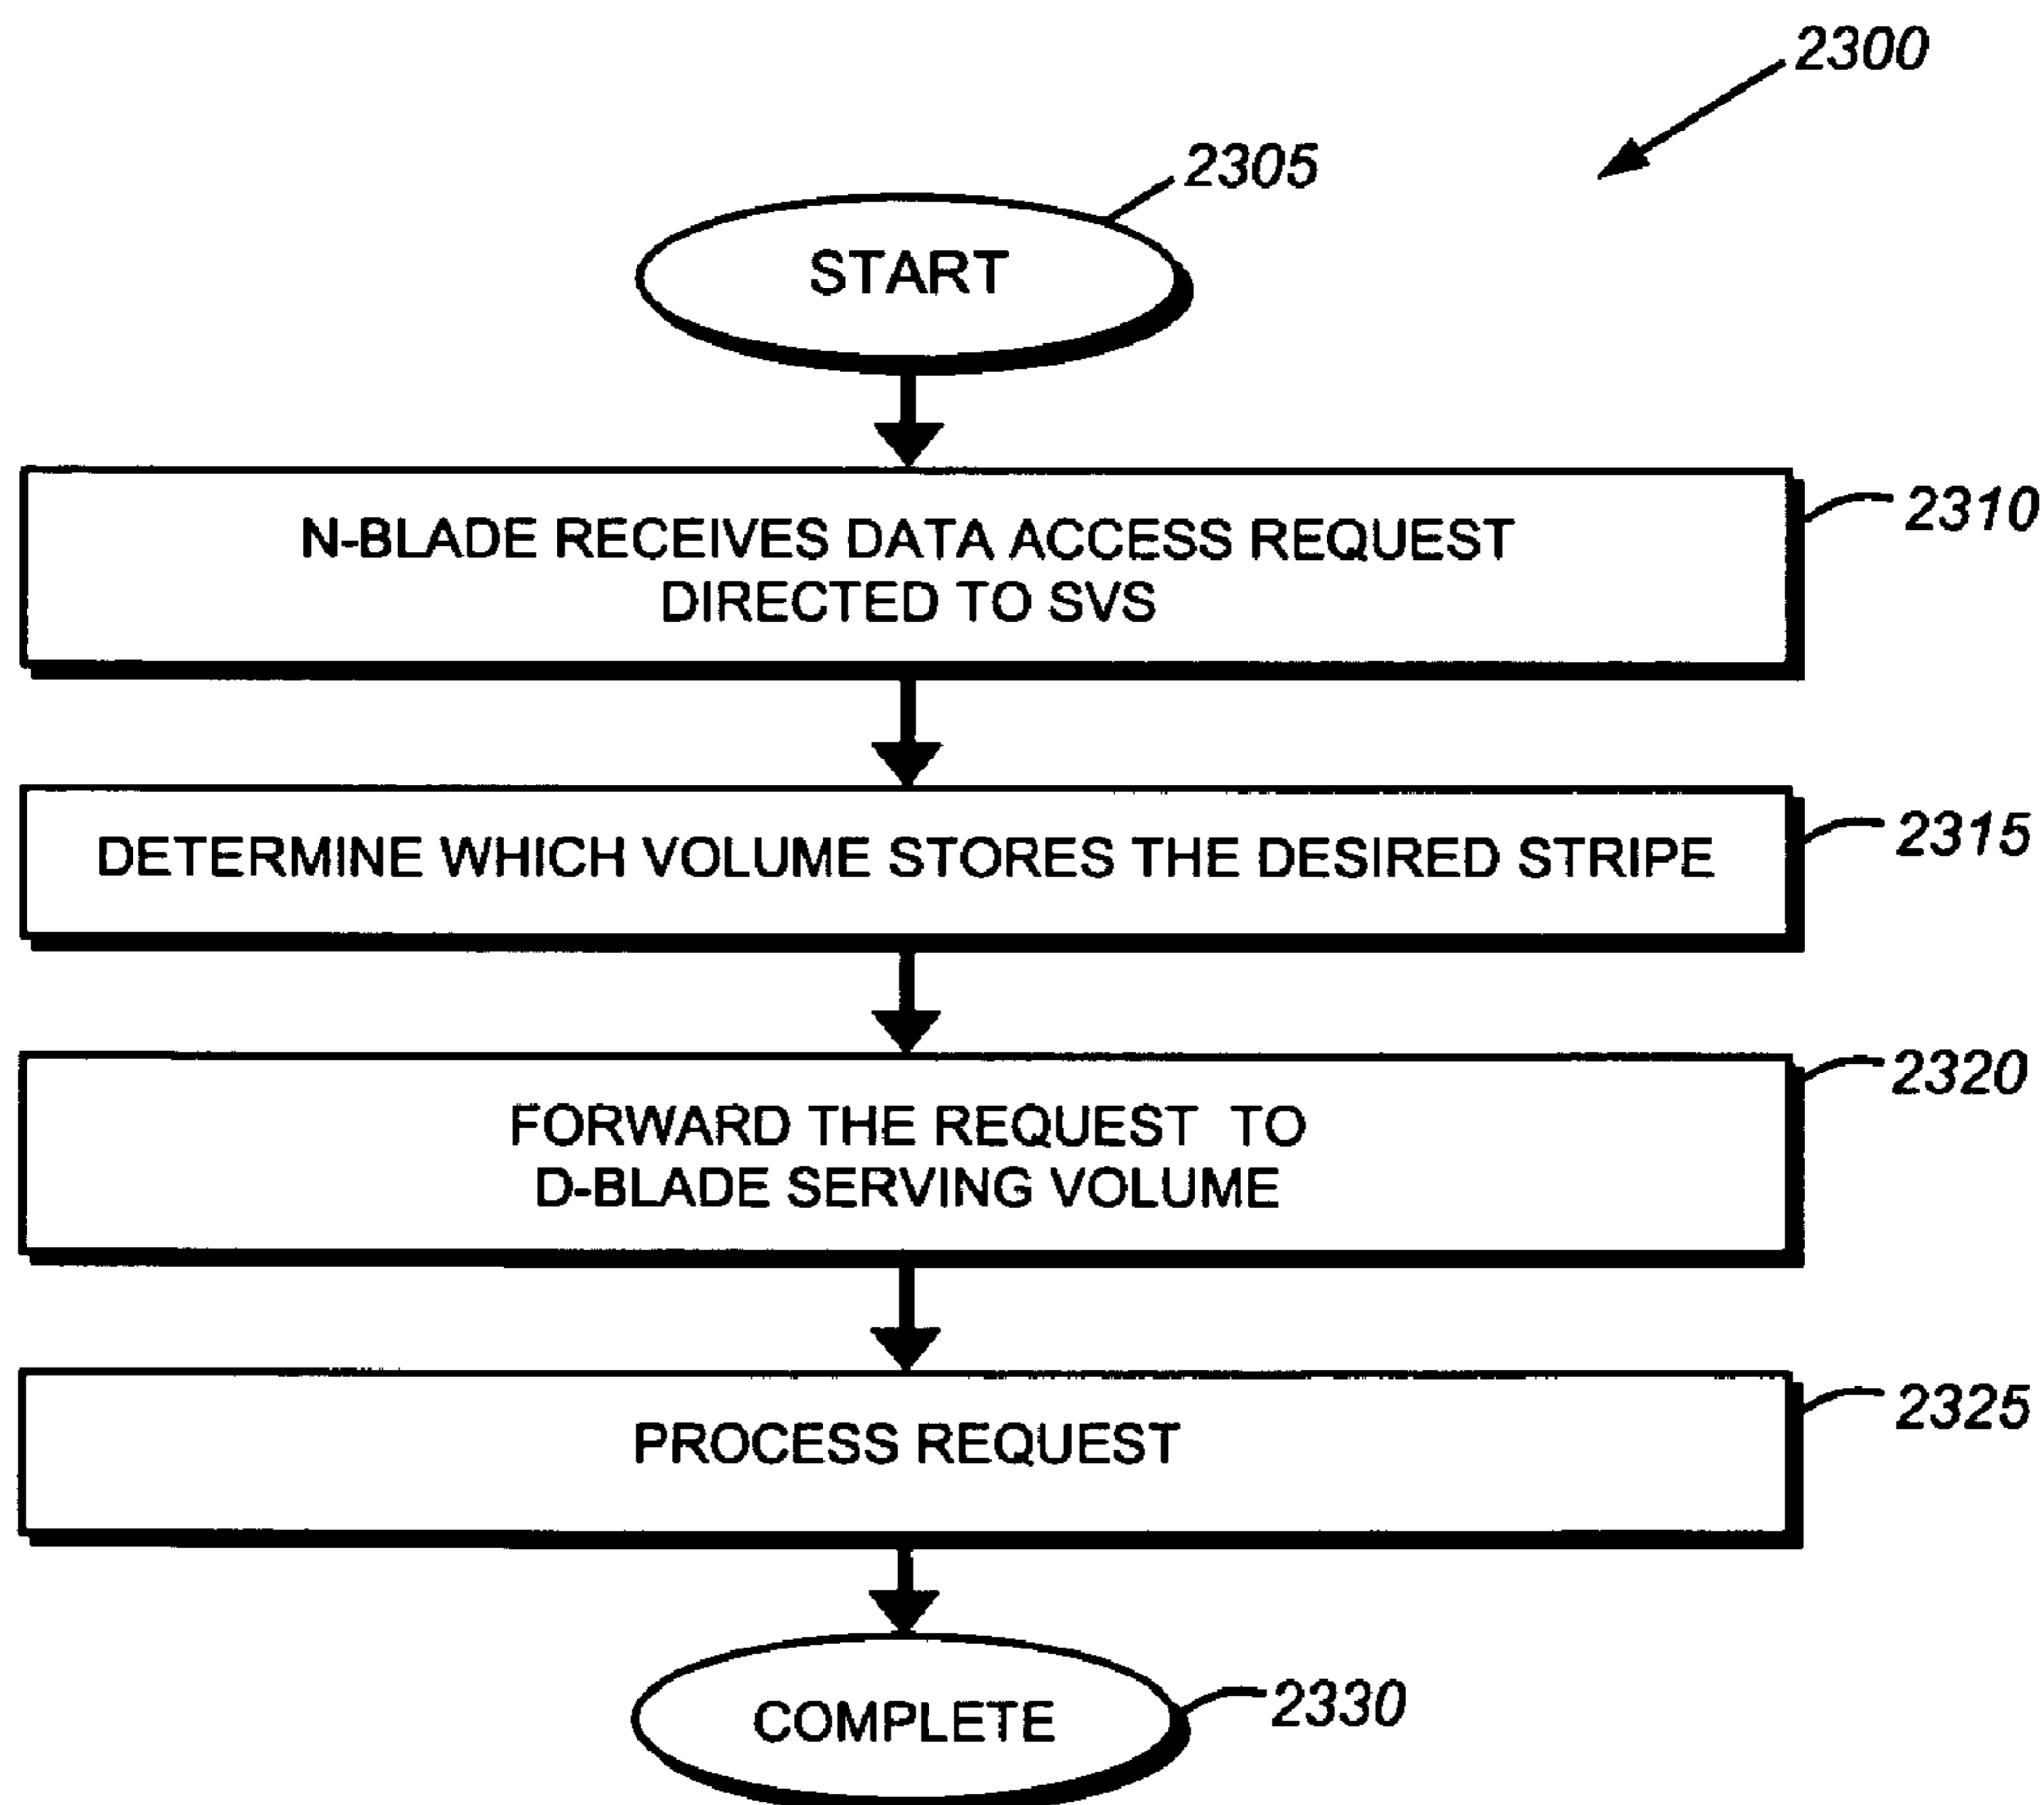 2300
2305
START
2310
N-BLADE RECEIVES DATA ACCESS REQUEST
DIRECTED TO SVS
2315
DETERMINE WHICH VOLUME STORES THE DESIRED STRIPE
2320
FORWARD THE REQUEST TO
D-BLADE SERVING VOLUME
2325
PROCESS REQUEST
2330
COMPLETE